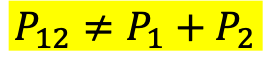 P₁₂ ≠ P₁ + P₂